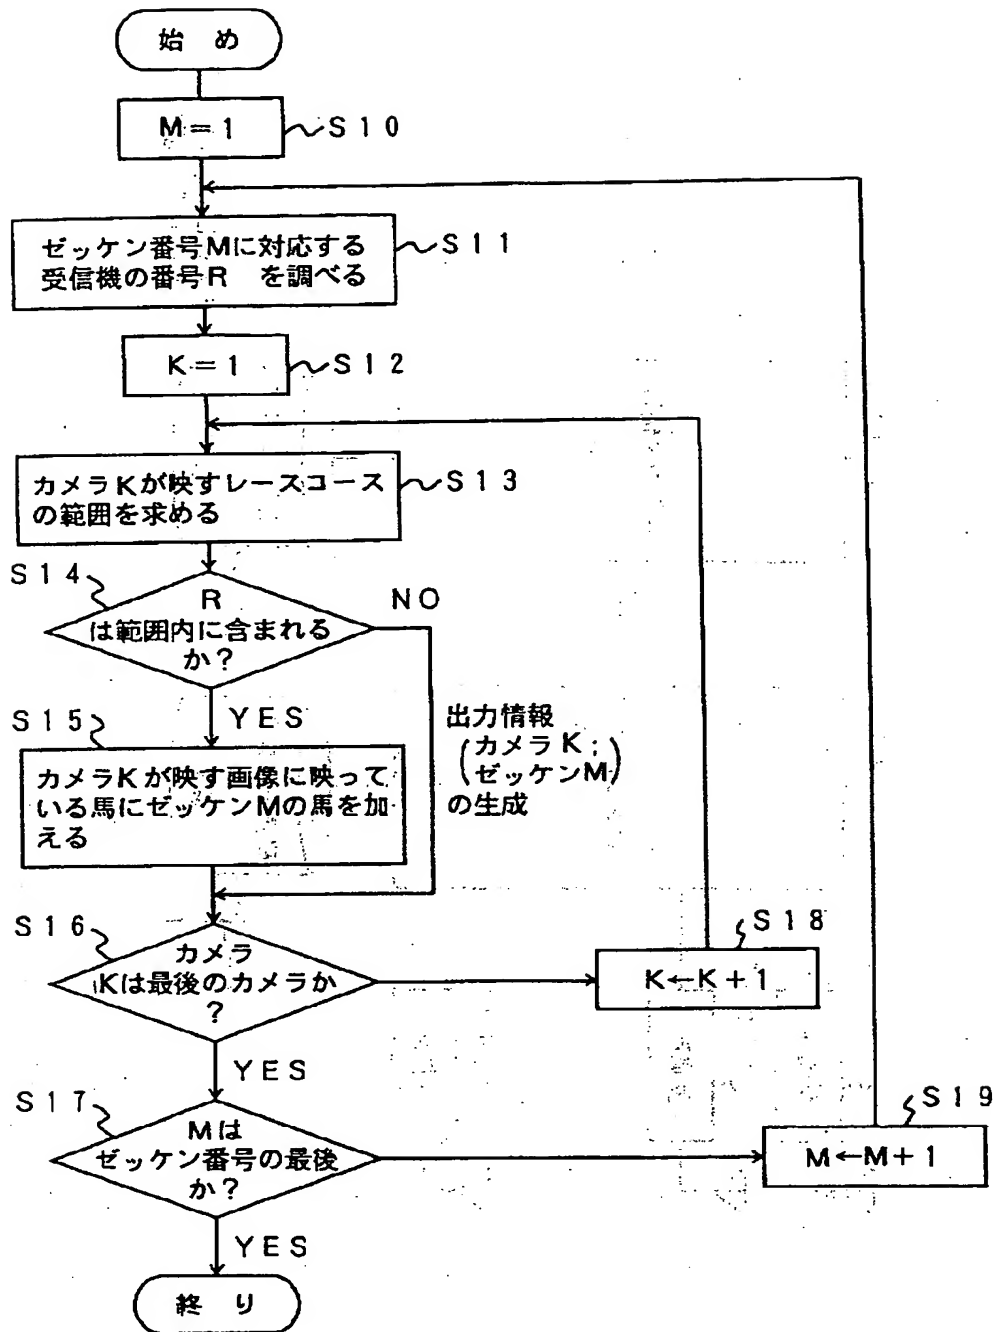 始 め
M=1
S10
ゼッケン番号Mに対応する
受信機の番号R を調べる
S11
K=1
S12
カメラKが映すレースコース
の範囲を求める
S13
S14
R
は範囲内に含まれる
か?
NO
YES
S15
カメラKが映す画像に映って
いる馬にゼッケンMの馬を加
える
出力情報
(カメラK;
ゼッケンM)
の生成
S16
カメラ
Kは最後のカメラか
?
S18
K←K+1
YES
S17
Mは
ゼッケン番号の最後
か?
S19
M←M+1
YES
終 り